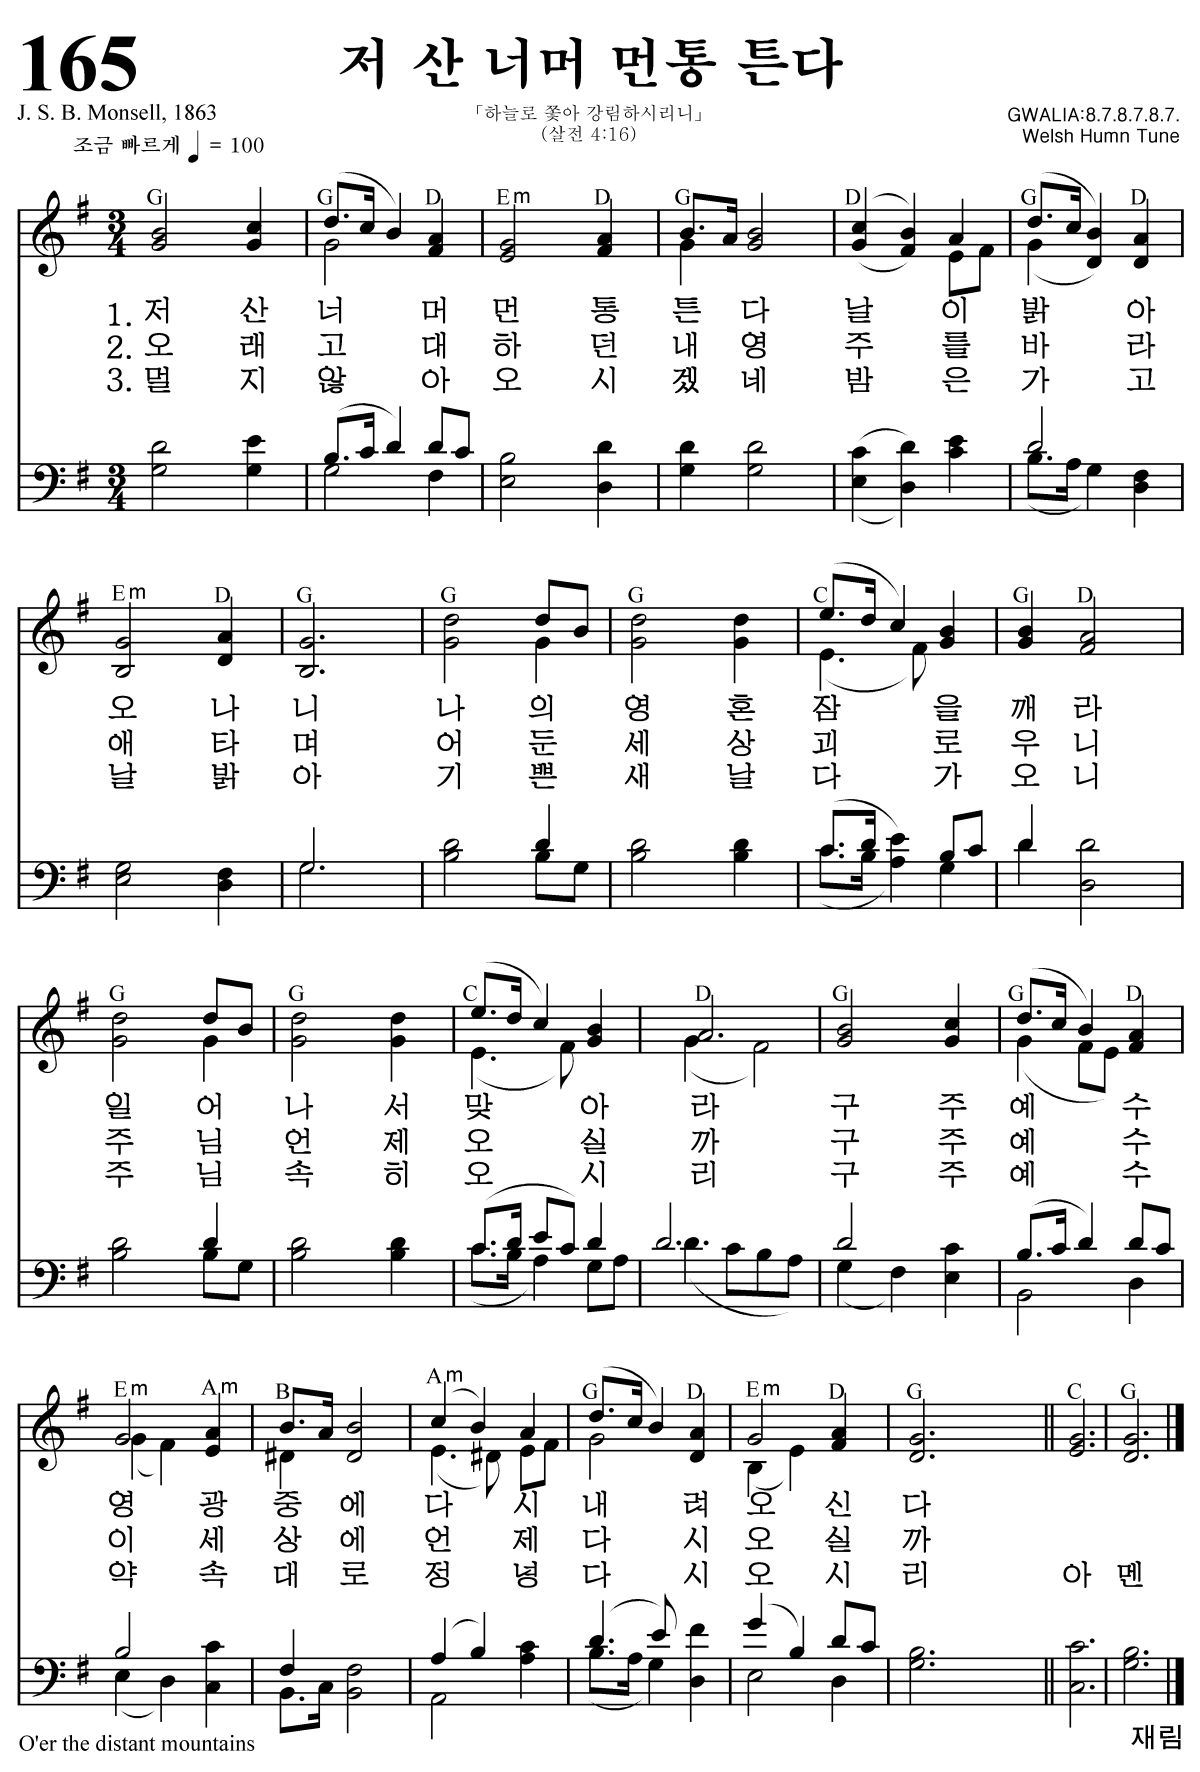 165
저 산 너머 먼통 튼다
J. S. B. Monsell, 1863
「하늘로 쫓아 강림하시리니」
(살전 4:16)
GWALIA:8.7.8.7.8.7.
Welsh Humn Tune
조금 빠르게 ♩ = 100
G G D Em D G D G D
3 4
1. 저 산 너 머 먼 통 튼 다 날 이 밝 아
2. 오 래 고 대 하 던 내 영 주 를 바 라
3. 멀 지 않 아 오 시 겠 네 밤 은 가 고
3 4
Em D G G G C G D
오 나 니 나 의 영 혼 잠 을 깨 라
애 타 며 어 둔 세 상 괴 로 우 니
날 밝 아 기 쁜 새 날 다 가 오 니
G G C D G G D
일 어 나 서 맞 아 라 구 주 예 수
주 님 언 제 오 실 까 구 주 예 수
주 님 속 히 오 시 리 구 주 예 수
Em Am B Am G D Em D G C G
영 광 중 에 다 시 내 려 오 신 다
이 세 상 에 언 제 다 시 오 실 까
약 속 대 로 정 녕 다 시 오 시 리 아 멘
O'er the distant mountains
재림